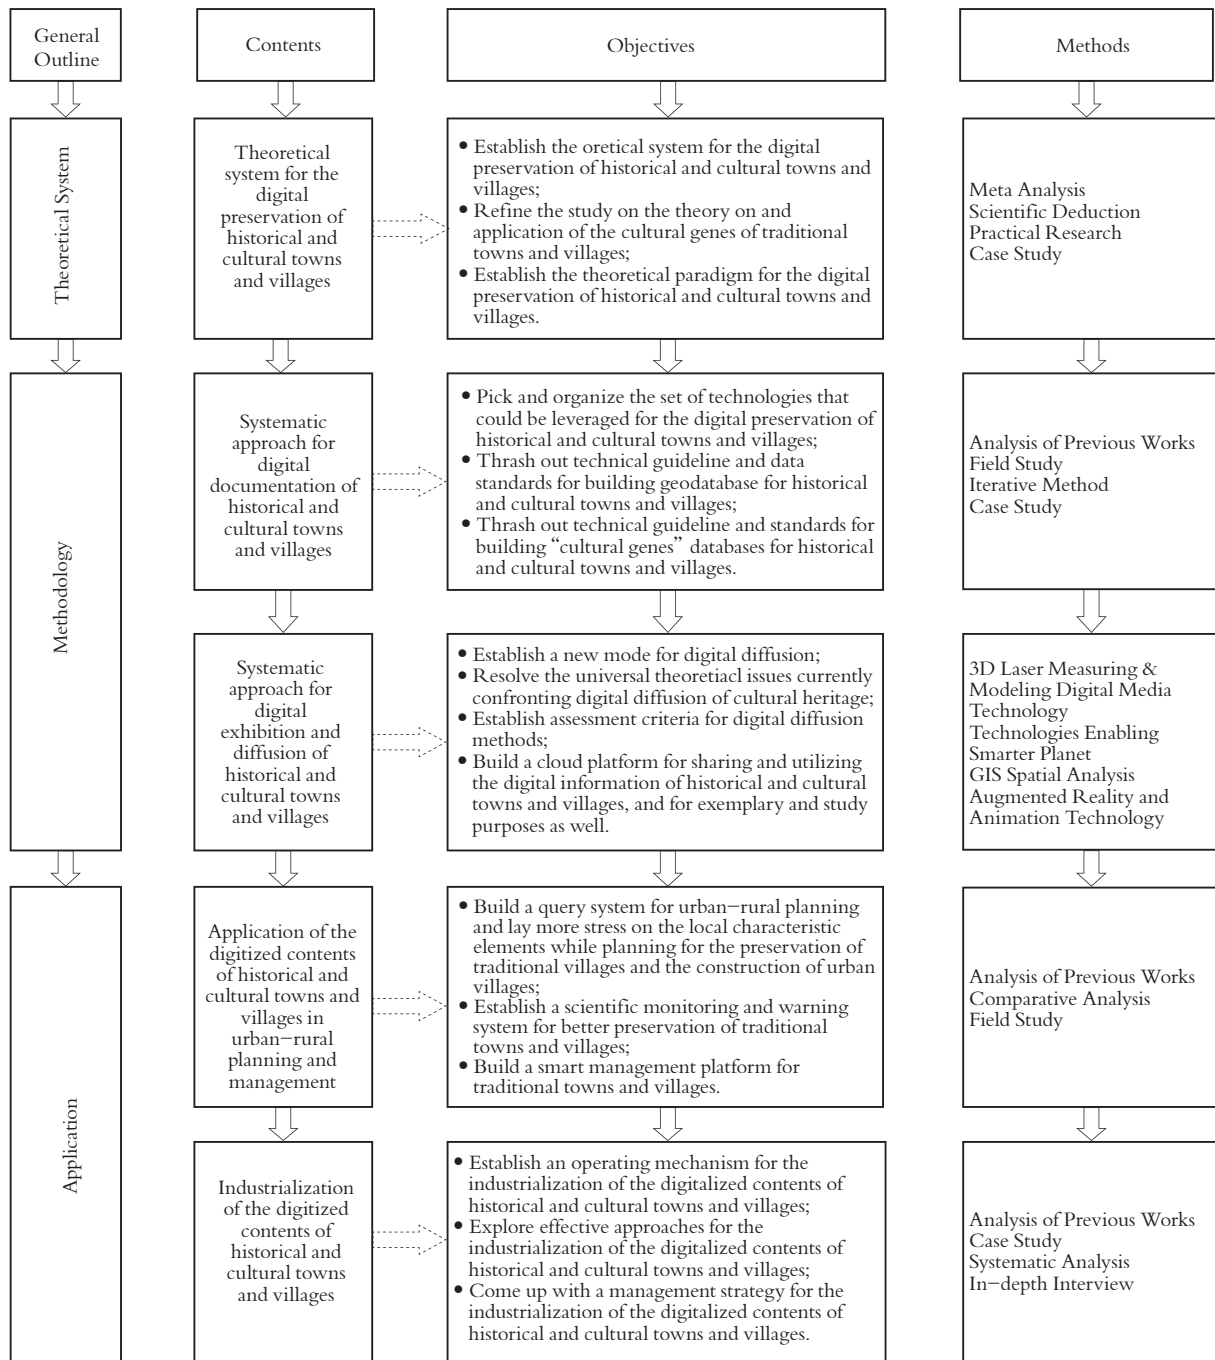 General
Outline
Contents
Objectives
Methods
Theoretical System
Theoretical
system for the
digital
preservation of
historical and
cultural towns
and villages
• Establish the oretical system for the digital
preservation of historical and cultural towns and
villages;
• Refine the study on the theory on and
application of the cultural genes of traditional
towns and villages;
• Establish the theoretical paradigm for the digital
preservation of historical and cultural towns and
villages.
Meta Analysis
Scientific Deduction
Practical Research
Case Study
Methodology
Systematic
approach for
digital
documentation of
historical and
cultural towns
and villages
• Pick and organize the set of technologies that
could be leveraged for the digital preservation of
historical and cultural towns and villages;
• Thrash out technical guideline and data
standards for building geodatabase for historical
and cultural towns and villages;
• Thrash out technical guideline and standards for
building “cultural genes” databases for historical
and cultural towns and villages.
Analysis of Previous Works
Field Study
Iterative Method
Case Study
Systematic
approach for
digital
exhibition and
diffusion of
historical and
cultural towns
and villages
• Establish a new mode for digital diffusion;
• Resolve the universal theoretiacl issues currently
confronting digital diffusion of cultural heritage;
• Establish assessment criteria for digital diffusion
methods;
• Build a cloud platform for sharing and utilizing
the digital information of historical and cultural
towns and villages, and for exemplary and study
purposes as well.
3D Laser Measuring &
Modeling Digital Media
Technology
Technologies Enabling
Smarter Planet
GIS Spatial Analysis
Augmented Reality and
Animation Technology
Application
Application of the
digitized contents
of historical and
cultural towns and
villages in
urban−rural
planning and
management
• Build a query system for urban−rural planning
and lay more stress on the local characteristic
elements while planning for the preservation of
traditional villages and the construction of urban
villages;
• Establish a scientific monitoring and warning
system for better preservation of traditional
towns and villages;
• Build a smart management platform for
traditional towns and villages.
Analysis of Previous Works
Comparative Analysis
Field Study
Industrialization
of the digitized
contents of
historical and
cultural towns
and villages
• Establish an operating mechanism for the
industrialization of the digitalized contents of
historical and cultural towns and villages;
• Explore effective approaches for the
industrialization of the digitalized contents of
historical and cultural towns and villages;
• Come up with a management strategy for the
industrialization of the digitalized contents of
historical and cultural towns and villages.
Analysis of Previous Works
Case Study
Systematic Analysis
In−depth Interview